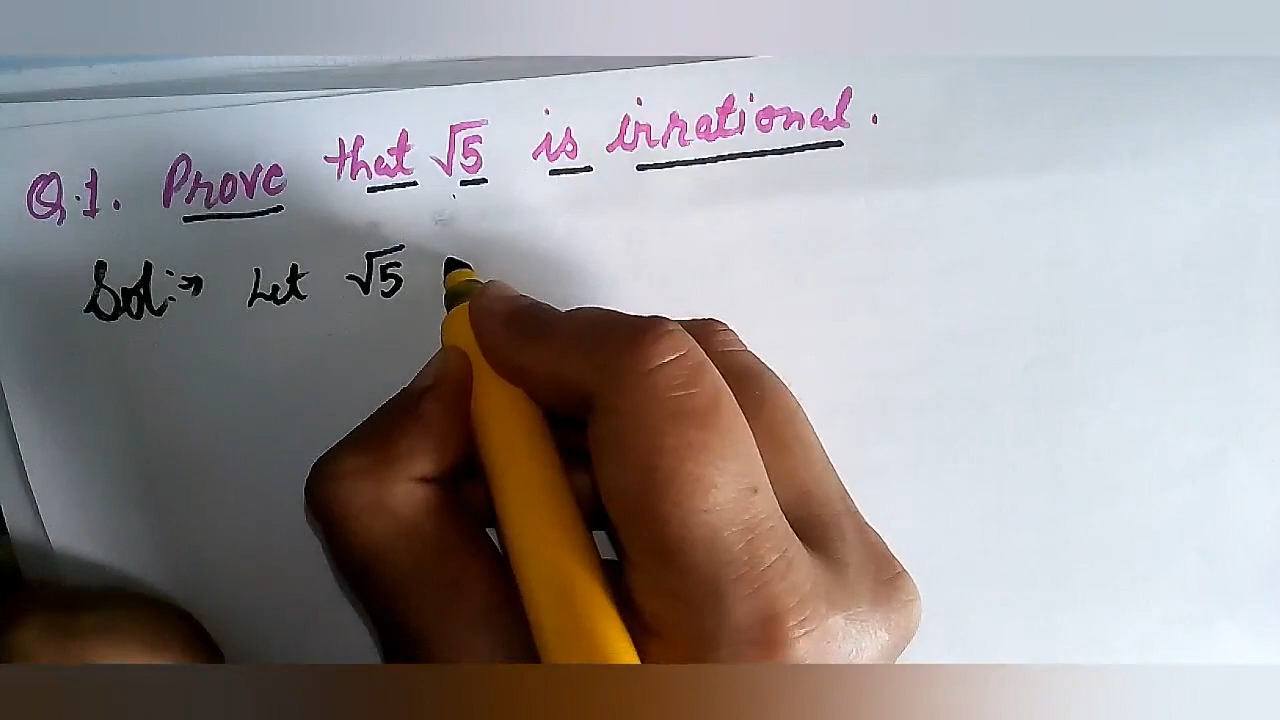 Q.1. Prove that √5 is irrational.
Sol:→ Let √5